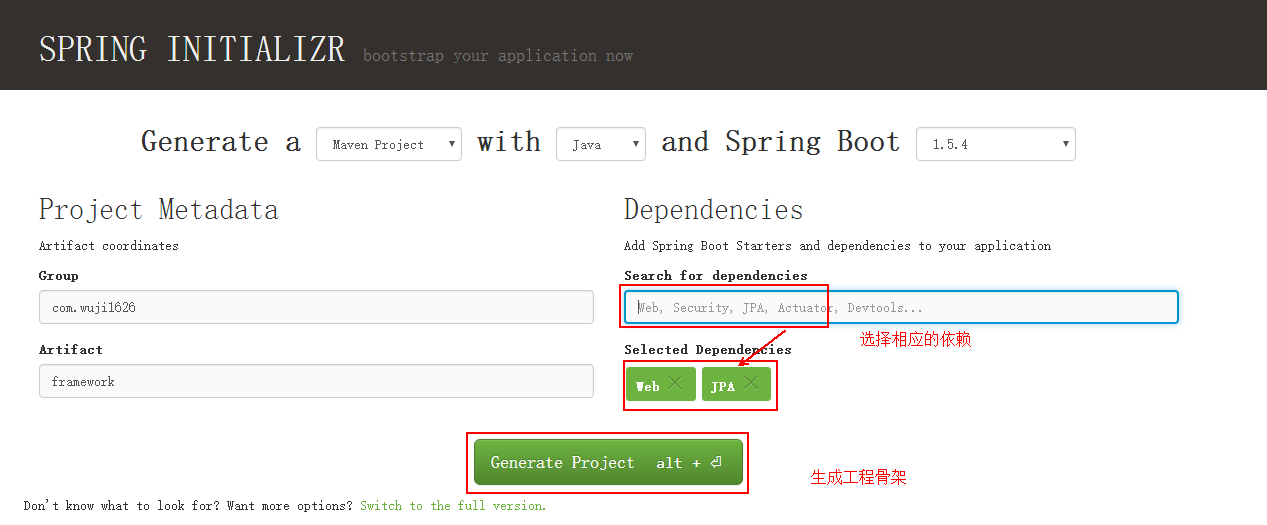 SPRING INITIALIZR bootstrap your application now
Generate a Maven Project with Java and Spring Boot 1.5.4
Project Metadata
Artifact coordinates
Group
com.wuji1626
Artifact
framework
Dependencies
Add Spring Boot Starters and dependencies to your application
Search for dependencies
Web, Security, JPA, Actuator, Devtools...
选择相应的依赖
Selected Dependencies
Web JPA
Generate Project alt + ⏎
生成工程骨架
Don't know what to look for? Want more options? Switch to the full version.